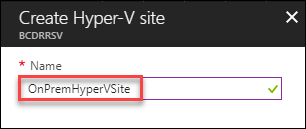 Create Hyper-V site
BCDRRSV
* Name
OnPremHyperVSite